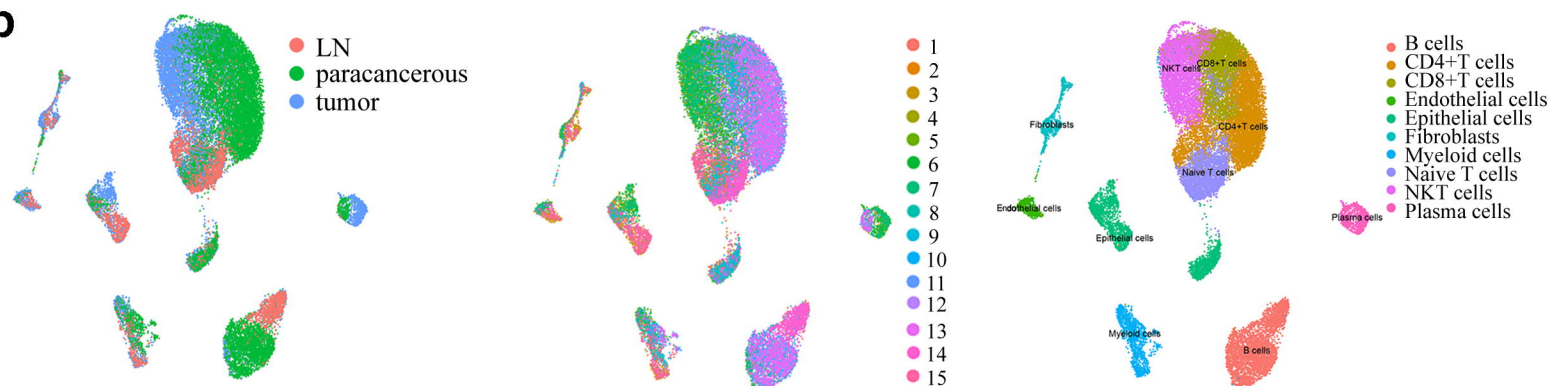 b
LN
paracancerous
tumor
1
2
3
4
5
6
7
8
9
10
11
12
13
14
15
NKT cells
CD8+T cells
Fibroblasts
CD4+T cells
Naive T cells
Endothelial cells
Plasma cells
Epithelial cells
Myeloid cells
B cells
B cells
CD4+T cells
CD8+T cells
Endothelial cells
Epithelial cells
Fibroblasts
Myeloid cells
Naive T cells
NKT cells
Plasma cells